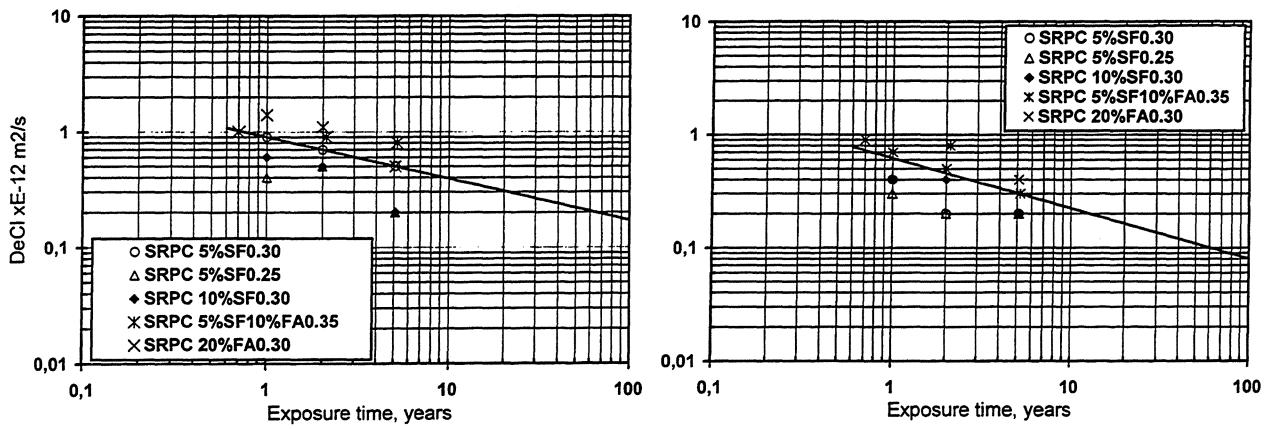 10
1
0,1
0,01
DeCl xE-12 m2/s
SRPC 5%SF0.30
SRPC 5%SF0.25
SRPC 10%SF0.30
SRPC 5%SF10%FA0.35
SRPC 20%FA0.30
0,1 1 10 100
Exposure time, years
10
1
0,1
0,01
SRPC 5%SF0.30
SRPC 5%SF0.25
SRPC 10%SF0.30
SRPC 5%SF10%FA0.35
SRPC 20%FA0.30
0,1 1 10 100
Exposure time, years